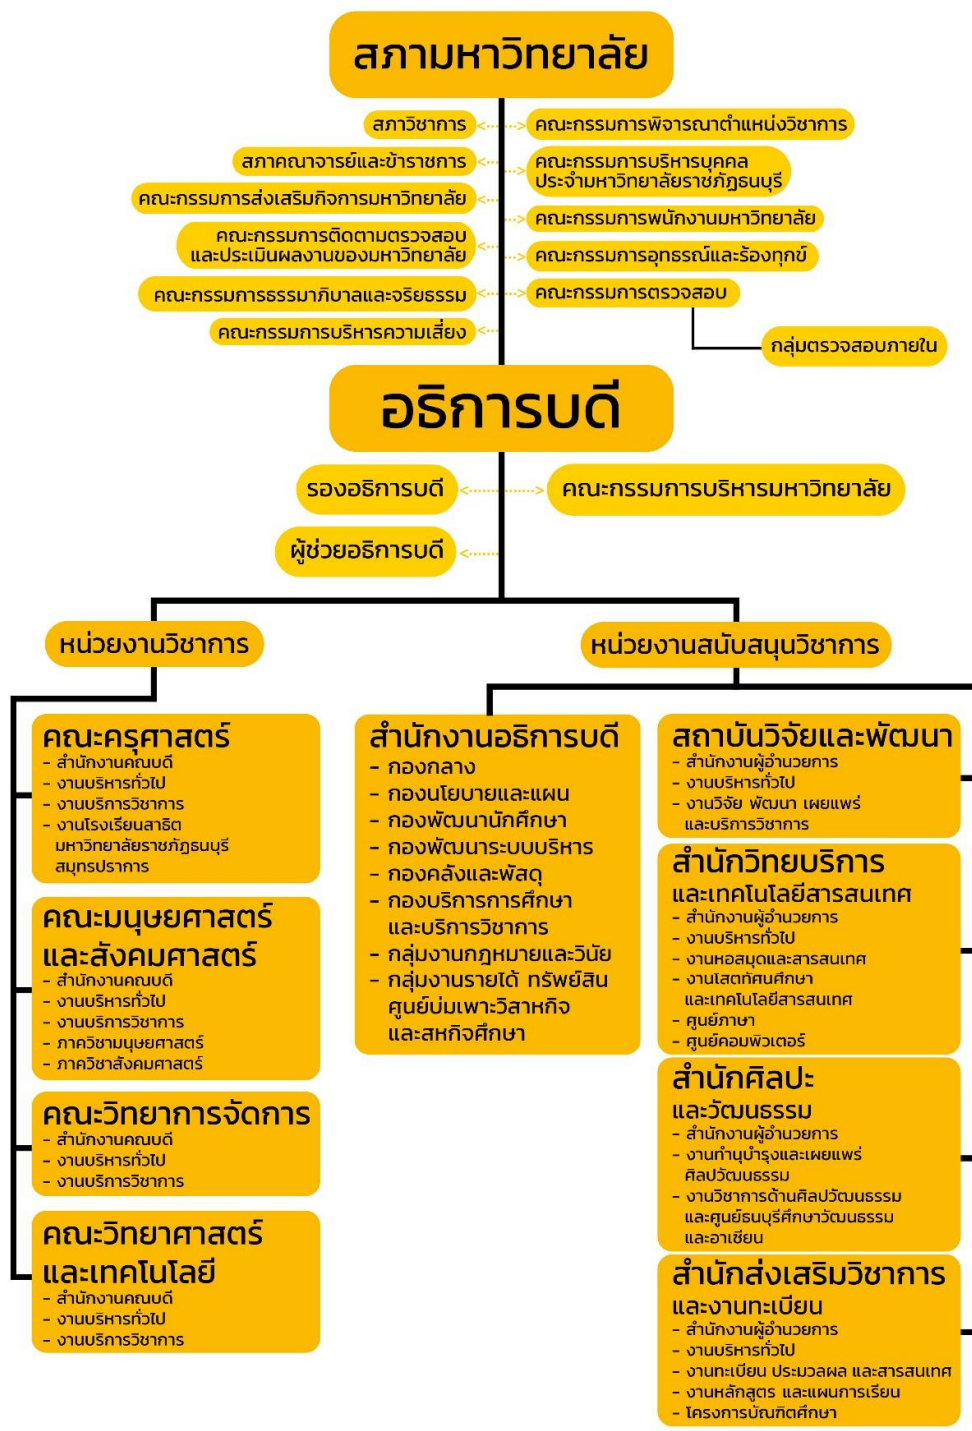 สภามหาวิทยาลัย
สภาวิชาการ
คณะกรรมการพิจารณาตำแหน่งวิชาการ
สภาคณาจารย์และข้าราชการ
คณะกรรมการบริหารบุคคล
ประจำมหาวิทยาลัยราชภัฏธนบุรี
คณะกรรมการส่งเสริมกิจการมหาวิทยาลัย
คณะกรรมการพนักงานมหาวิทยาลัย
คณะกรรมการติดตามตรวจสอบ
และประเมินผลงานของมหาวิทยาลัย
คณะกรรมการอุทธรณ์และร้องทุกข์
คณะกรรมการธรรมาภิบาลและจริยธรรม
คณะกรรมการตรวจสอบ
คณะกรรมการบริหารความเสี่ยง
กลุ่มตรวจสอบภายใน
อธิการบดี
รองอธิการบดี
คณะกรรมการบริหารมหาวิทยาลัย
ผู้ช่วยอธิการบดี
หน่วยงานวิชาการ
หน่วยงานสนับสนุนวิชาการ
คณะครุศาสตร์
- สำนักงานคณบดี
- งานบริหารทั่วไป
- งานบริการวิชาการ
- งานโรงเรียนสาธิต
มหาวิทยาลัยราชภัฏธนบุรี
สมุทรปราการ
คณะมนุษยศาสตร์
และสังคมศาสตร์
- สำนักงานคณบดี
- งานบริหารทั่วไป
- งานบริการวิชาการ
- ภาควิชามนุษยศาสตร์
- ภาควิชาสังคมศาสตร์
คณะวิทยาการจัดการ
- สำนักงานคณบดี
- งานบริหารทั่วไป
- งานบริการวิชาการ
คณะวิทยาศาสตร์
และเทคโนโลยี
- สำนักงานคณบดี
- งานบริหารทั่วไป
- งานบริการวิชาการ
สำนักงานอธิการบดี
- กองกลาง
- กองนโยบายและแผน
- กองพัฒนานักศึกษา
- กองพัฒนาระบบบริหาร
- กองคลังและพัสดุ
- กองบริการการศึกษา
และบริการวิชาการ
- กลุ่มงานกฎหมายและวินัย
- กลุ่มงานรายได้ ทรัพย์สิน
ศูนย์บ่มเพาะวิสาหกิจ
และสหกิจศึกษา
สถาบันวิจัยและพัฒนา
- สำนักงานผู้อำนวยการ
- งานบริหารทั่วไป
- งานวิจัย พัฒนา เผยแพร่
และบริการวิชาการ
สำนักวิทยบริการ
และเทคโนโลยีสารสนเทศ
- สำนักงานผู้อำนวยการ
- งานบริหารทั่วไป
- งานหอสมุดและสารสนเทศ
- งานโสตทัศนศึกษา
และเทคโนโลยีสารสนเทศ
- ศูนย์ภาษา
- ศูนย์คอมพิวเตอร์
สำนักศิลปะ
และวัฒนธรรม
- สำนักงานผู้อำนวยการ
- งานทำนุบำรุงและเผยแพร่
ศิลปวัฒนธรรม
- งานวิชาการด้านศิลปวัฒนธรรม
และศูนย์ธนบุรีศึกษาวัฒนธรรม
และอาเซียน
สำนักส่งเสริมวิชาการ
และงานทะเบียน
- สำนักงานผู้อำนวยการ
- งานบริหารทั่วไป
- งานทะเบียน ประมวลผล และสารสนเทศ
- งานหลักสูตร และแผนการเรียน
- โครงการบัณฑิตศึกษา